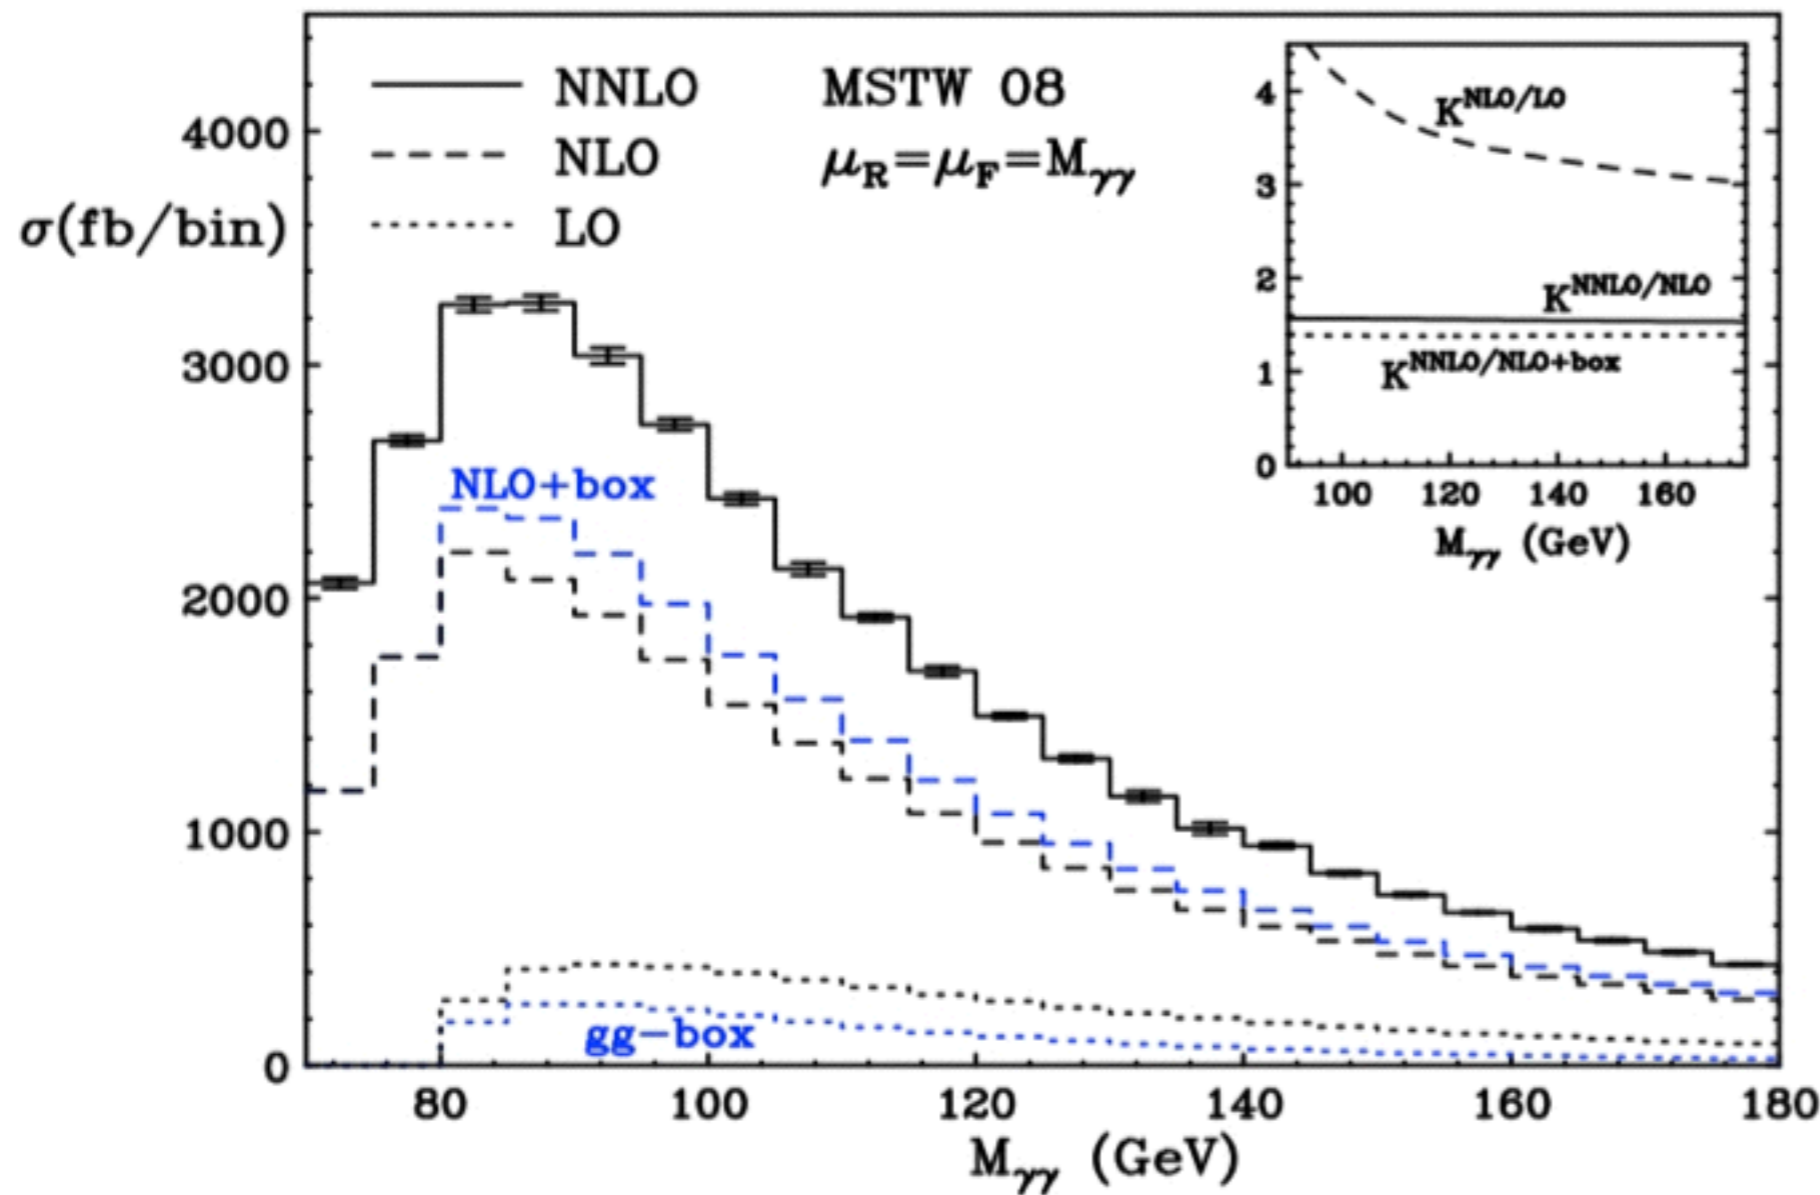 NNLO MSTW 08
NLO μR=μF=Mγγ
LO
σ(fb/bin)
4000
3000
2000
1000
0
NLO+box
gg-box
80 100 120 140 160 180
Mγγ (GeV)
4
3
2
1
0
K^NLO/LO
K^NNLO/NLO
K^NNLO/NLO+box
100 120 140 160
Mγγ (GeV)